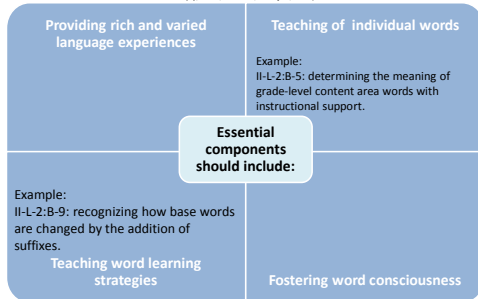 Providing rich and varied
language experiences
Teaching of individual words
Example:
II-L-2:B-5: determining the meaning of
grade-level content area words with
instructional support.
Essential
components
should include:
Example:
II-L-2:B-9: recognizing how base words
are changed by the addition of
suffixes.
Teaching word learning
strategies
Fostering word consciousness